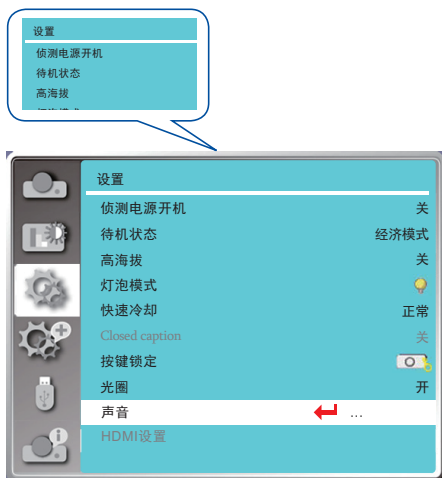 设置
侦测电源开机
待机状态
高海拔
设置
侦测电源开机 关
待机状态 经济模式
高海拔 关
灯泡模式
快速冷却 正常
Closed caption 关
按键锁定
光圈 开
声音 ...
HDMI设置